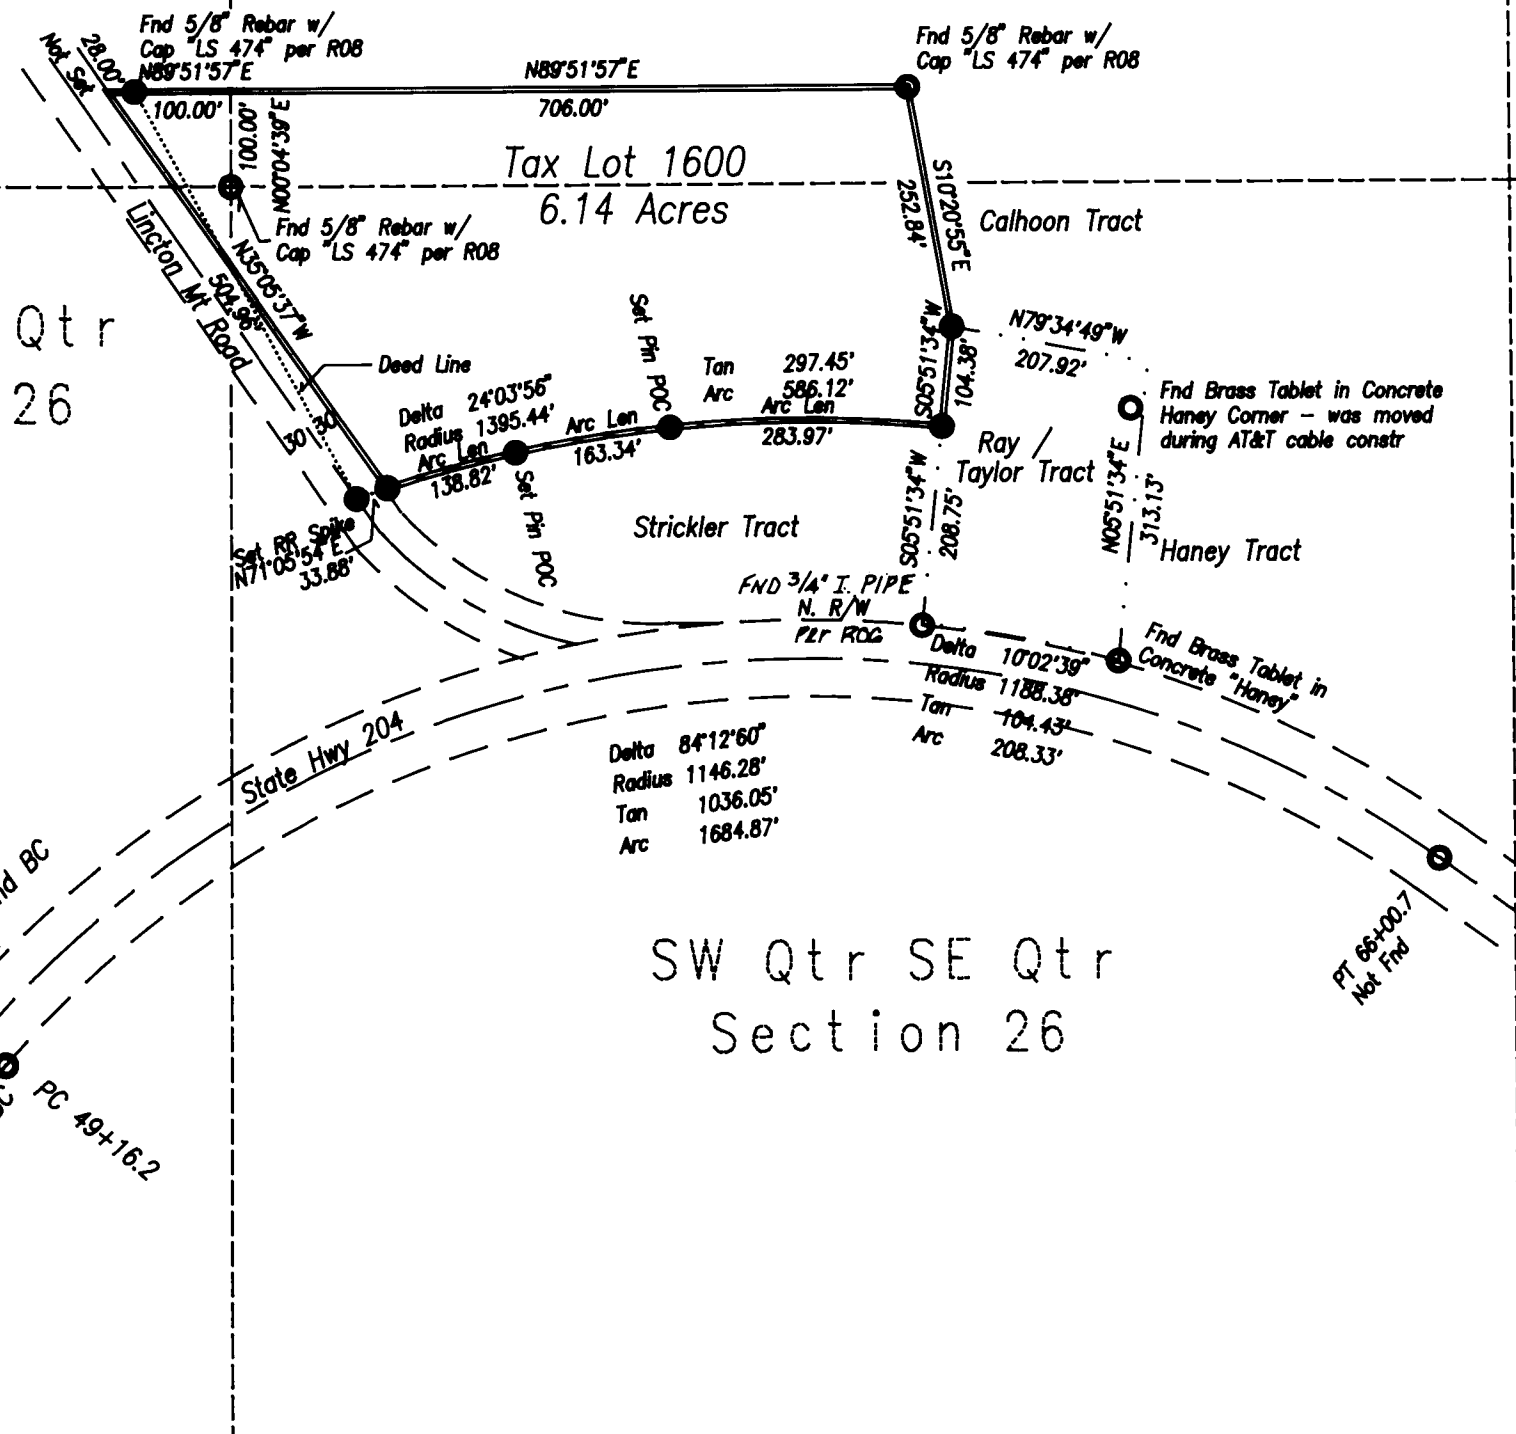 Fnd 5/8" Rebar w/
Cap "LS 474" per R08
N89°51'57"E
100.00'
28.00'
Not Set
N89°51'57"E
706.00'
Fnd 5/8" Rebar w/
Cap "LS 474" per R08
100.00'
N00°04'39"E
Tax Lot 1600
6.14 Acres
Fnd 5/8" Rebar w/
Cap "LS 474" per R08
S10°20'55"E
252.84'
Calhoon Tract
Lincton Mt Road
N35°05'37"W
504.96'
Qtr
26
Deed Line
30
30
Set Pin POC
Delta 24°03'56"
Radius 1395.44'
Arc Len
138.82'
Arc Len
163.34'
Tan 297.45'
Arc 586.12'
Arc Len
283.97'
S05°51'34"W
104.38'
N79°34'49"W
207.92'
Fnd Brass Tablet in Concrete
Haney Corner - was moved
during AT&T cable constr
Ray /
Taylor Tract
Set Pin POC
Strickler Tract
S05°51'34"W
208.75'
N05°51'34"E
313.13'
Haney Tract
Set RR Spike
N71°05'54"E
33.88'
FND 3/4" I. PIPE
N. R/W
Per ROG
Delta 10°02'39"
Radius 1188.38'
Tan 104.43'
Arc 208.33'
Fnd Brass Tablet in
Concrete "Haney"
State Hwy 204
Delta 84°12'60"
Radius 1146.28'
Tan 1036.05'
Arc 1684.87'
BC
PT 66+00.7
Not Fnd
SW Qtr SE Qtr
Section 26
PC 49+16.2